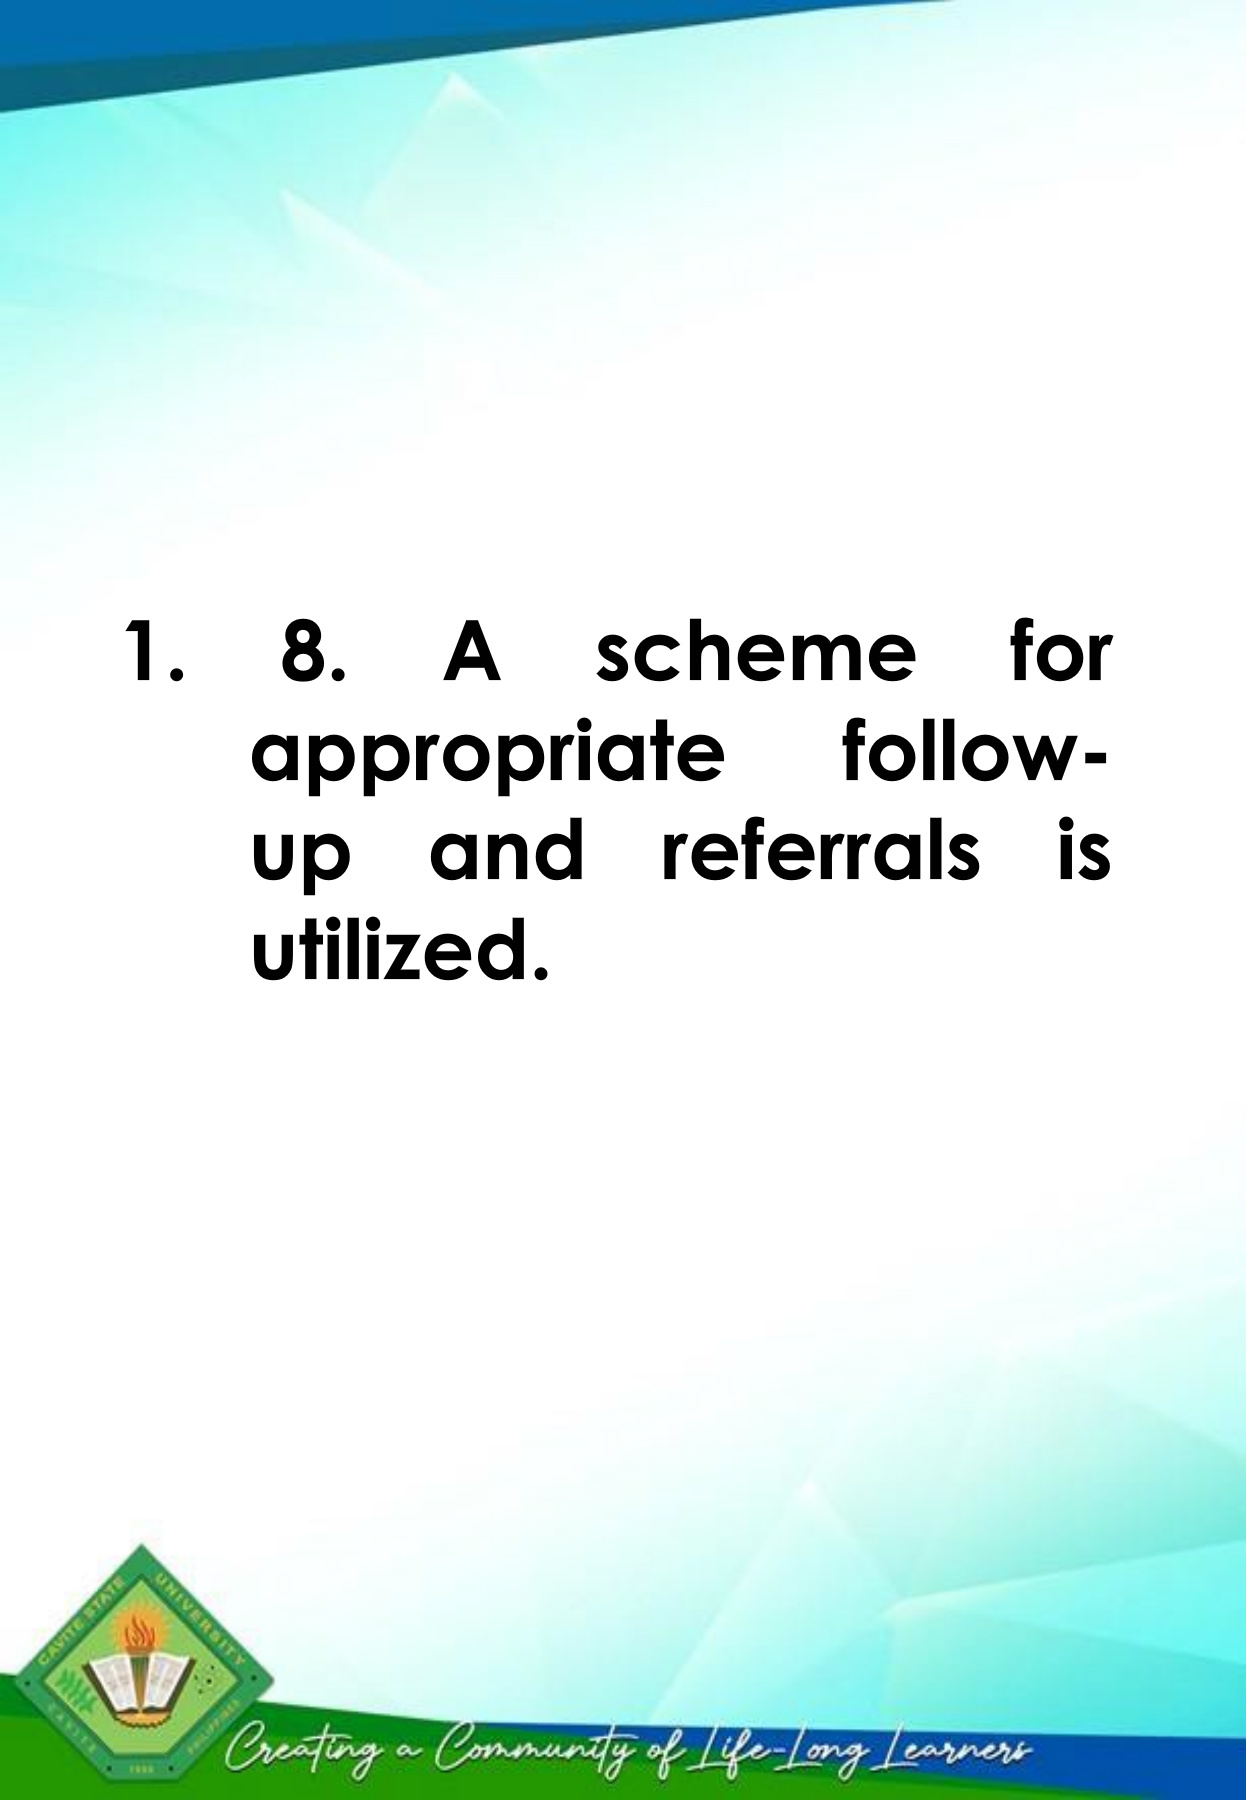 1. 8. A scheme for
appropriate follow-
up and referrals is
utilized.
CAVITE STATE UNIVERSITY
CAVITE PHILIPPINES
1906
Creating a Community of Life-Long Learners